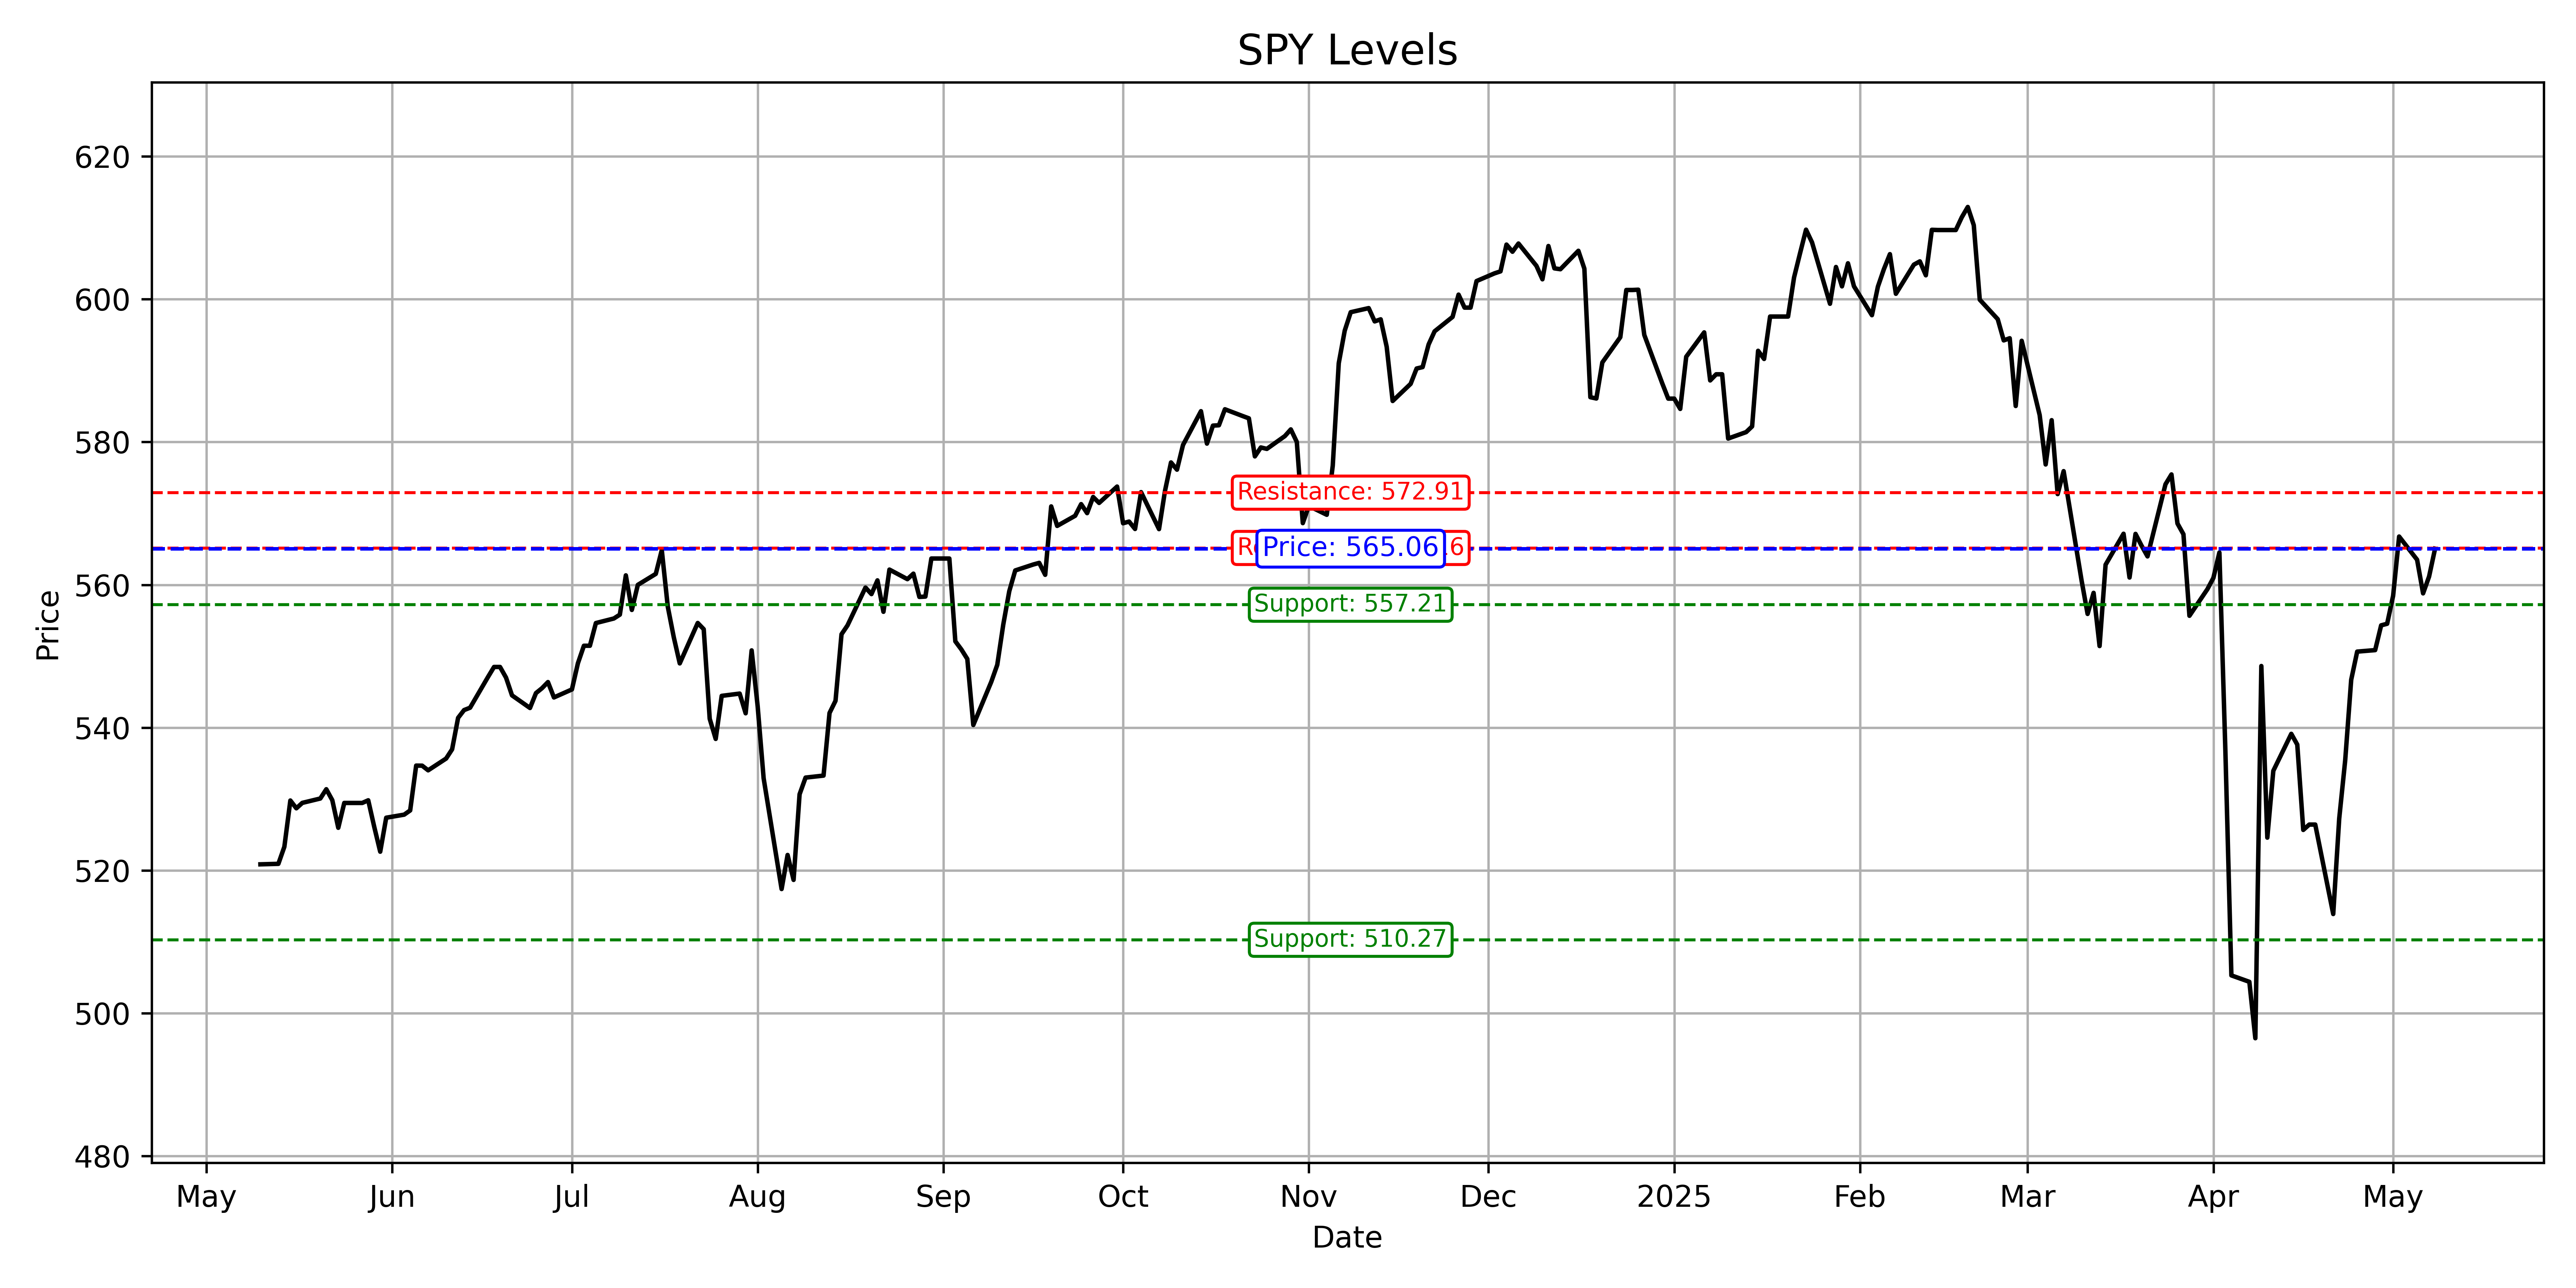 SPY Levels
620
600
580
560
540
520
500
480
Price
Resistance: 572.91
Price: 565.06
Support: 557.21
Support: 510.27
May
Jun
Jul
Aug
Sep
Oct
Nov
Dec
2025
Feb
Mar
Apr
May
Date